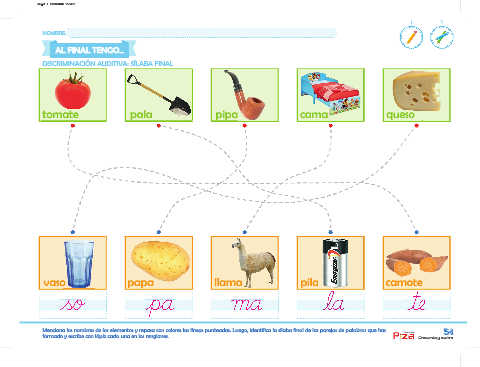 NOMBRE
AL FINAL TENGO...
DISCRIMINACIÓN AUDITIVA: SÍLABA FINAL
tomate pala pipa cama queso
vaso papa llama pila camote
so pa ma la te
Menciona los nombres de los elementos y repasa con colores las líneas punteadas. Luego, identifica la sílaba final de las parejas de palabras que has
formado y escribe con lápiz cada una en los renglones.